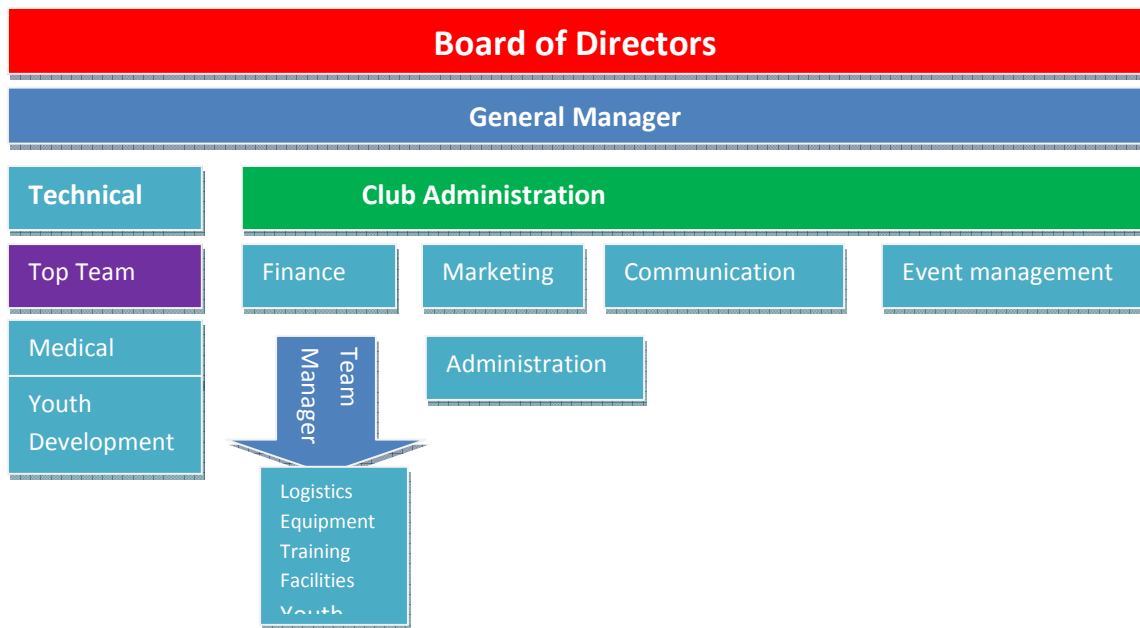 Board of Directors
General Manager
Technical
Club Administration
Top Team
Finance
Marketing
Communication
Event management
Medical
Youth
Development
Team
Manager
Administration
Logistics
Equipment
Training
Facilities
Youth